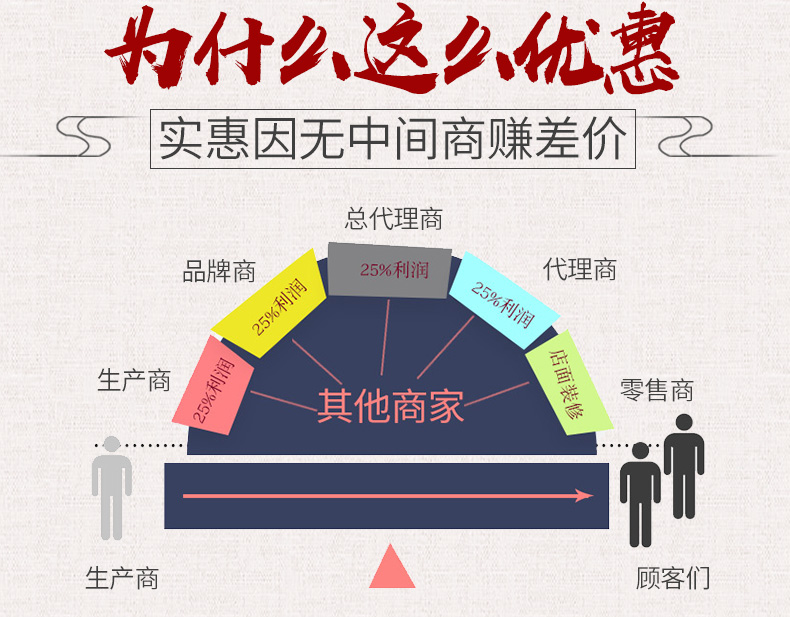 为什么这么优惠
实惠因无中间商赚差价
总代理商
品牌商
代理商
25%利润
25%利润
25%利润
生产商
25%利润
店面装修
零售商
其他商家
生产商
顾客们